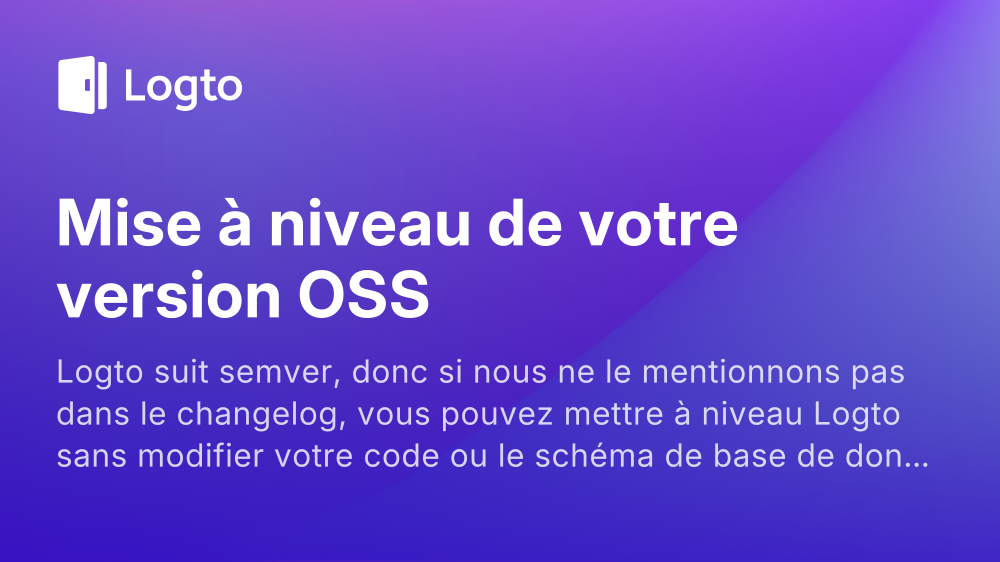 Logto
Mise à niveau de votre
version OSS
Logto suit semver, donc si nous ne le mentionnons pas
dans le changelog, vous pouvez mettre à niveau Logto
sans modifier votre code ou le schéma de base de don...